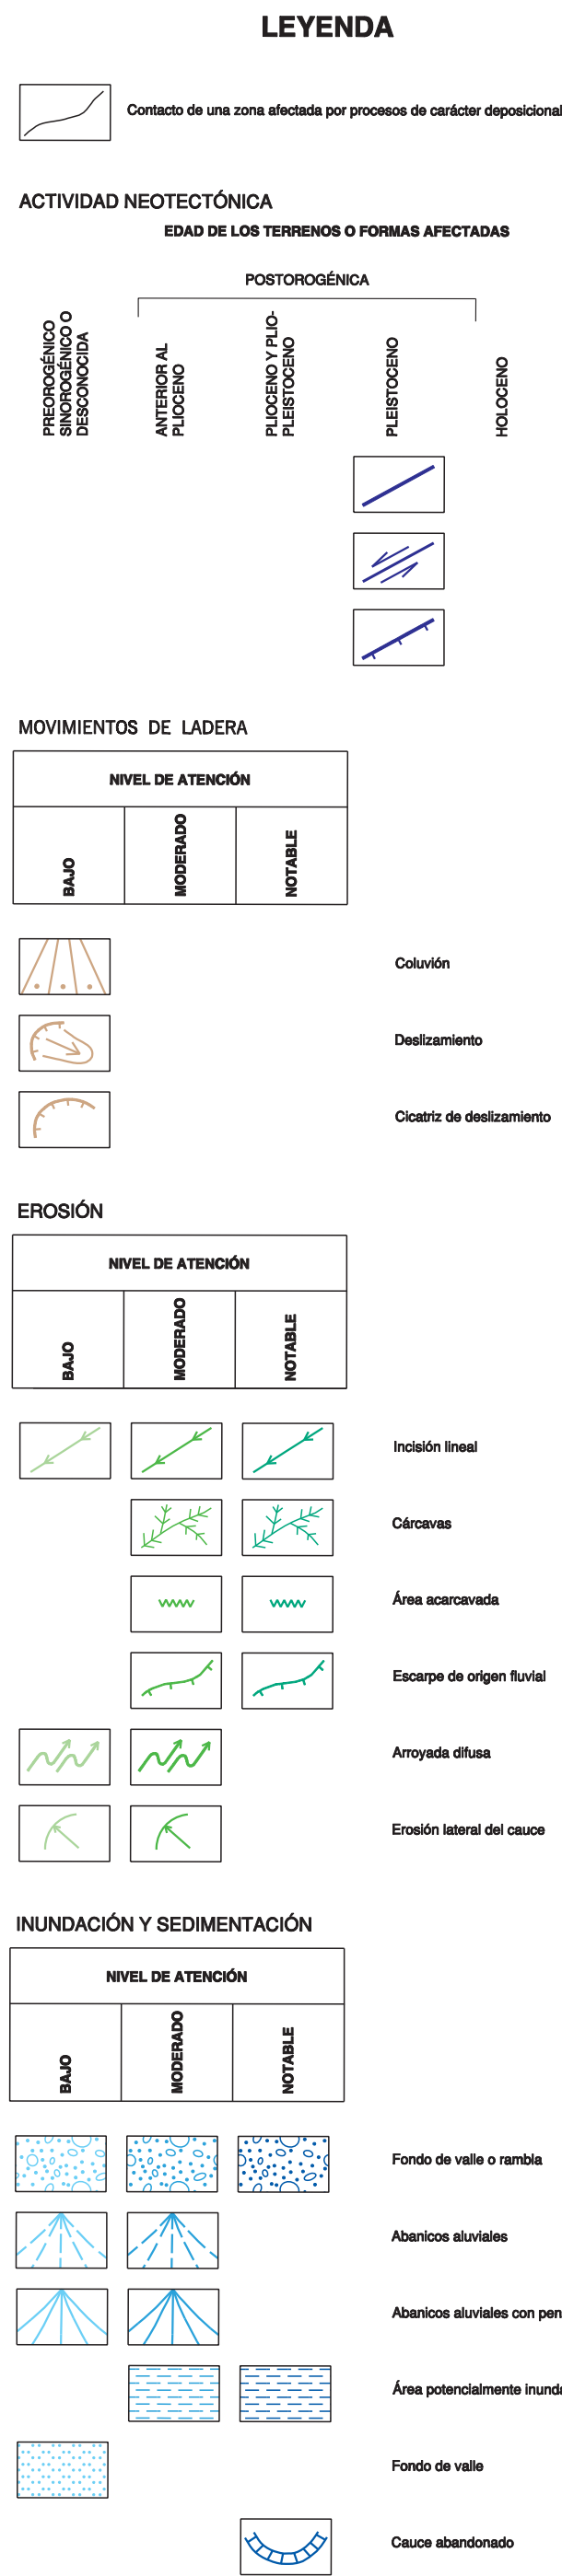 LEYENDA
Contacto de una zona afectada por procesos de carácter deposicional
ACTIVIDAD NEOTECTÓNICA
EDAD DE LOS TERRENOS O FORMAS AFECTADAS
POSTOROGÉNICA
PREOROGÉNICO
SINOROGÉNICO O
DESCONOCIDA
ANTERIOR AL
PLIOCENO
PLIOCENO Y PLIO-
PLEISTOCENO
PLEISTOCENO
HOLOCENO
MOVIMIENTOS DE LADERA
NIVEL DE ATENCIÓN
BAJO
MODERADO
NOTABLE
Coluvión
Deslizamiento
Cicatriz de deslizamiento
EROSIÓN
NIVEL DE ATENCIÓN
BAJO
MODERADO
NOTABLE
Incisión lineal
Cárcavas
Área acarcavada
Escarpe de origen fluvial
Arroyada difusa
Erosión lateral del cauce
INUNDACIÓN Y SEDIMENTACIÓN
NIVEL DE ATENCIÓN
BAJO
MODERADO
NOTABLE
Fondo de valle o rambla
Abanicos aluviales
Abanicos aluviales con pen
Área potencialmente inund
Fondo de valle
Cauce abandonado